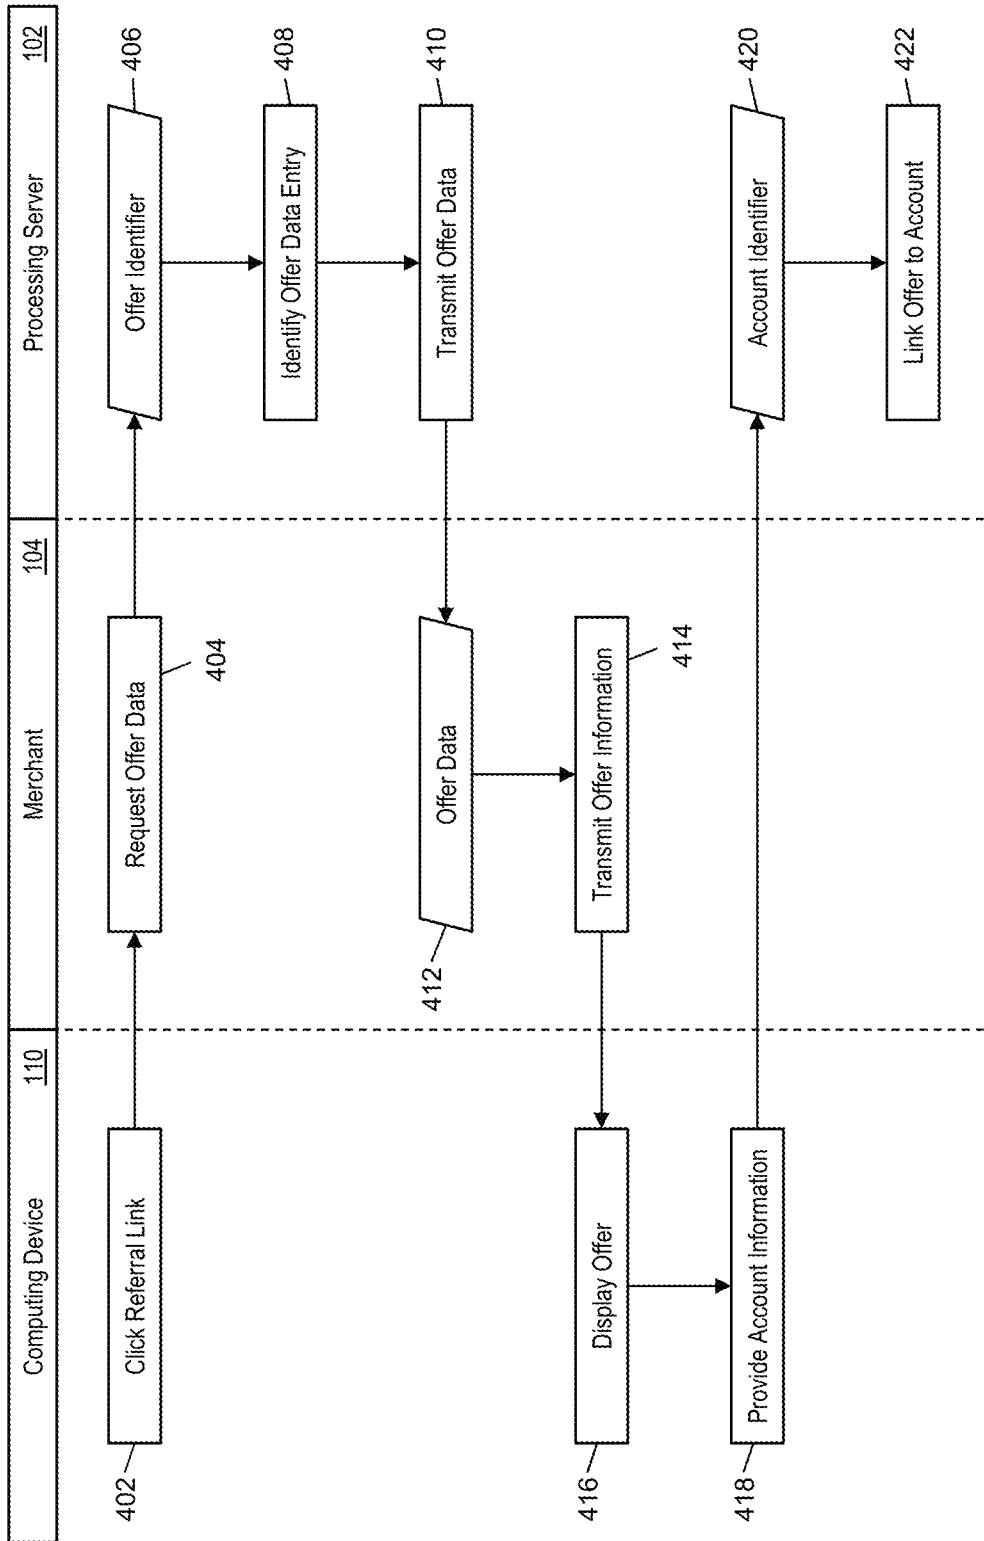 Computing Device 110
Merchant 104
Processing Server 102
Click Referral Link
402
Request Offer Data
404
Offer Identifier
406
Identify Offer Data Entry
408
Transmit Offer Data
410
Offer Data
412
Transmit Offer Information
414
Display Offer
416
Provide Account Information
418
Account Identifier
420
Link Offer to Account
422